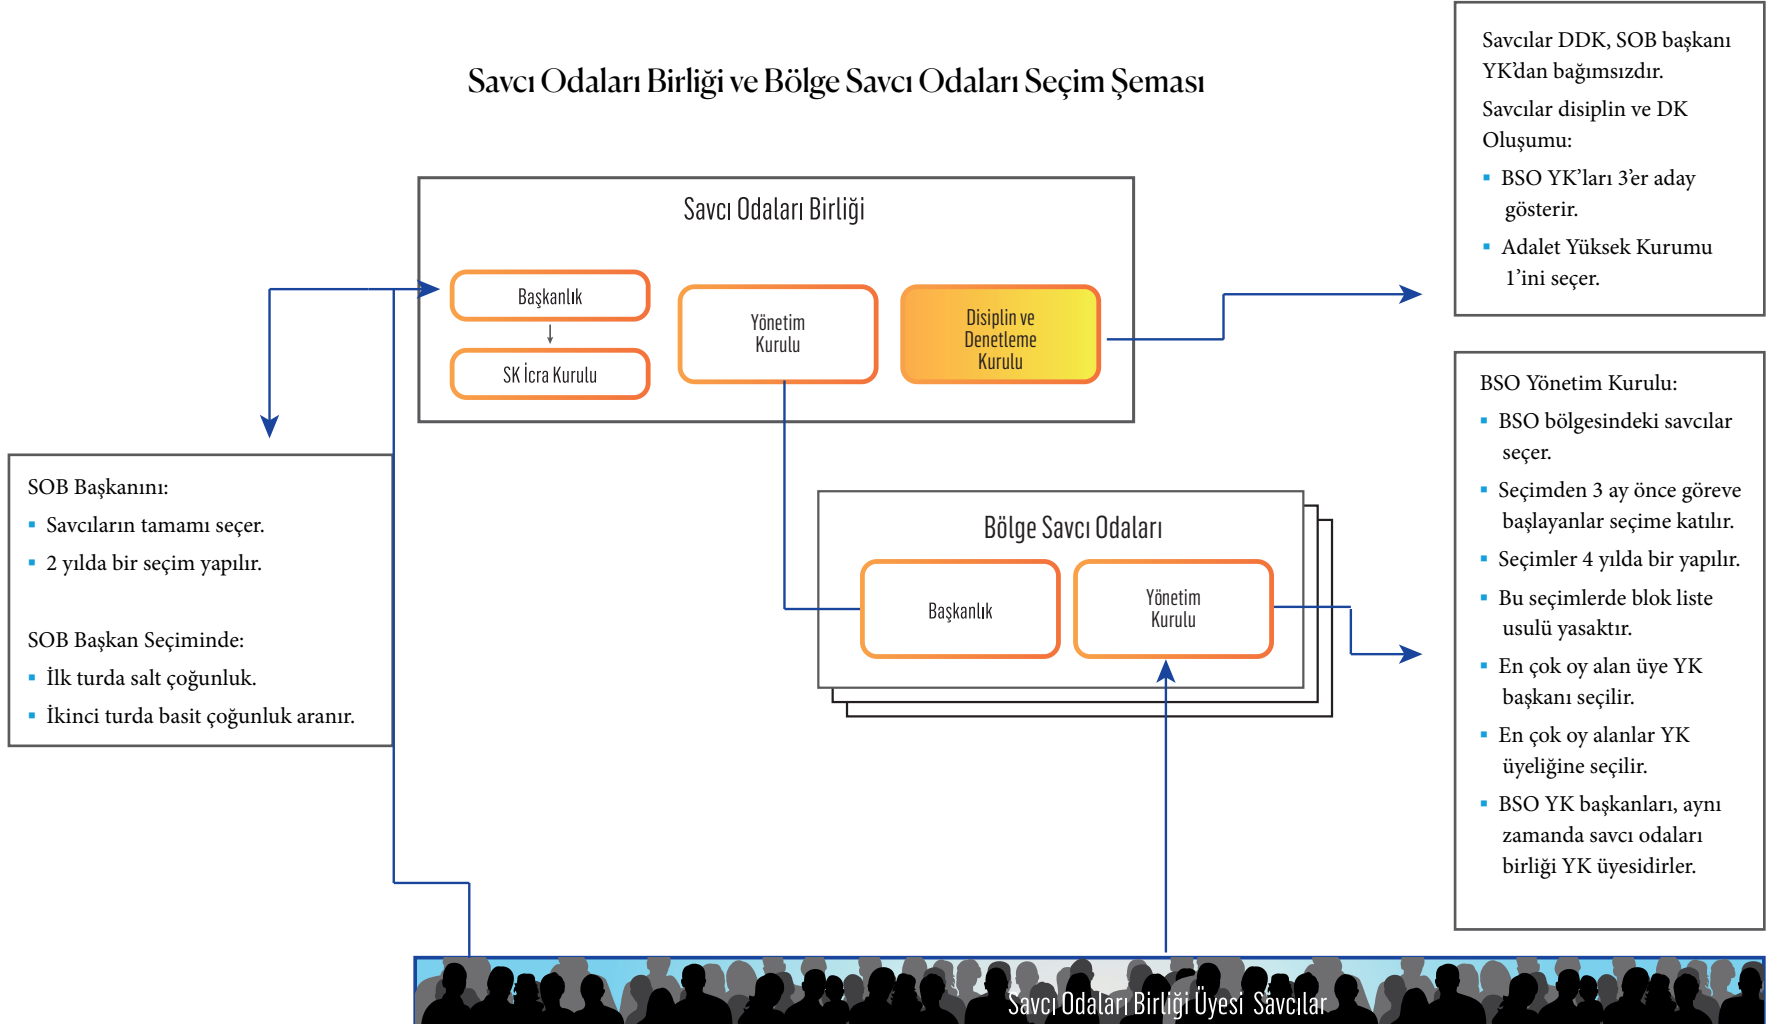 Savcı Odaları Birliği ve Bölge Savcı Odaları Seçim Şeması
Savcılar DDK, SOB başkanı
YK'dan bağımsızdır.
Savcılar disiplin ve DK
Oluşumu:
▪ BSO YK'ları 3'er aday
gösterir.
▪ Adalet Yüksek Kurumu
1'ini seçer.
Savcı Odaları Birliği
Başkanlık
SK İcra Kurulu
Yönetim
Kurulu
Disiplin ve
Denetleme
Kurulu
SOB Başkanını:
▪ Savcıların tamamı seçer.
▪ 2 yılda bir seçim yapılır.
SOB Başkan Seçiminde:
▪ İlk turda salt çoğunluk.
▪ İkinci turda basit çoğunluk aranır.
Bölge Savcı Odaları
Başkanlık
Yönetim
Kurulu
BSO Yönetim Kurulu:
▪ BSO bölgesindeki savcılar
seçer.
▪ Seçimden 3 ay önce göreve
başlayanlar seçime katılır.
▪ Seçimler 4 yılda bir yapılır.
▪ Bu seçimlerde blok liste
usulü yasaktır.
▪ En çok oy alan üye YK
başkanı seçilir.
▪ En çok oy alanlar YK
üyeliğine seçilir.
▪ BSO YK başkanları, aynı
zamanda savcı odaları
birliği YK üyesidirler.
Savcı Odaları Birliği Üyesi Savcılar